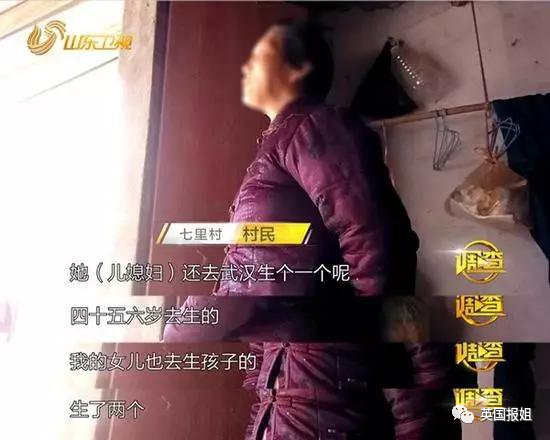 山东卫视
七里村 村民
她（儿媳妇）还去武汉生个一个呢
调查
四十五六岁去生的
调查
我的女儿也去生孩子的
调查
生了两个
调查
英国报姐